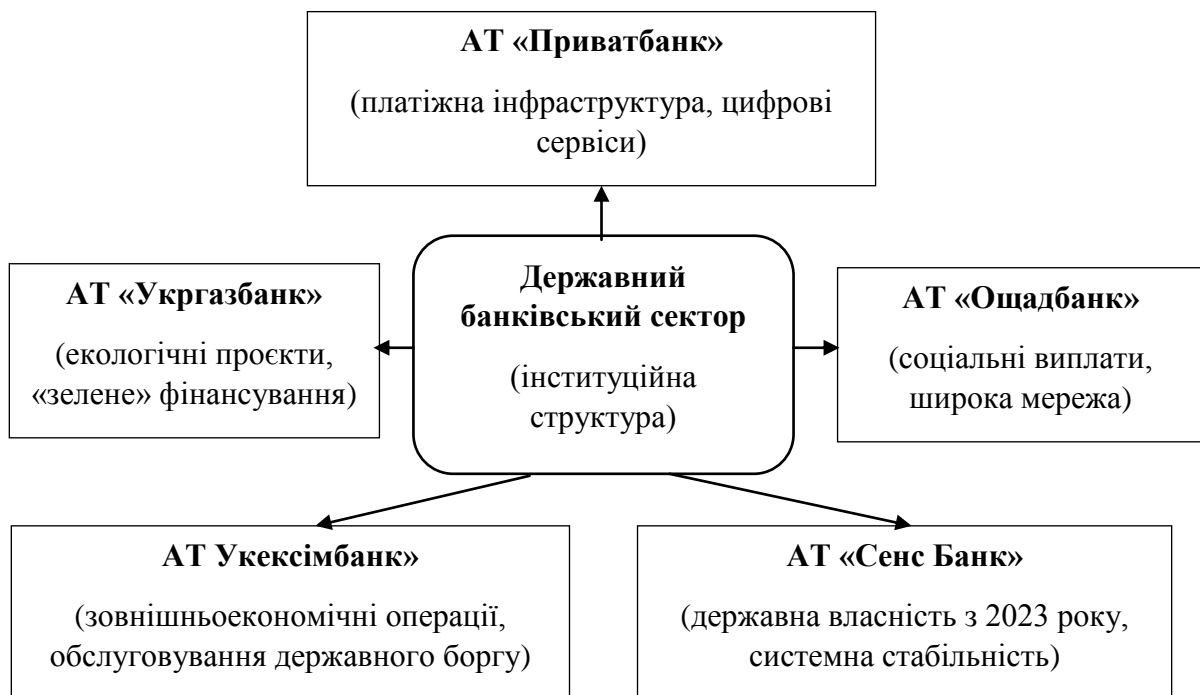 АТ «Приватбанк»
(платіжна інфраструктура, цифрові
сервіси)
АТ «Укргазбанк»
(екологічні проєкти,
«зелене» фінансування)
Державний
банківський сектор
(інституційна
структура)
АТ «Ощадбанк»
(соціальні виплати,
широка мережа)
АТ Укексімбанк»
(зовнішньоекономічні операції,
обслуговування державного боргу)
АТ «Сенс Банк»
(державна власність з 2023 року,
системна стабільність)